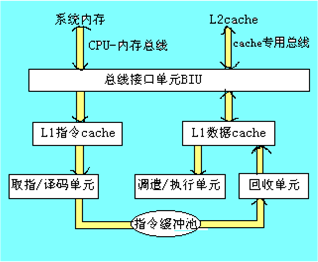 系统内存
L2cache
CPU-内存总线
cache专用总线
总线接口单元BIU
L1指令cache
L1数据cache
取指/译码单元
调遣/执行单元
回收单元
指令缓冲池